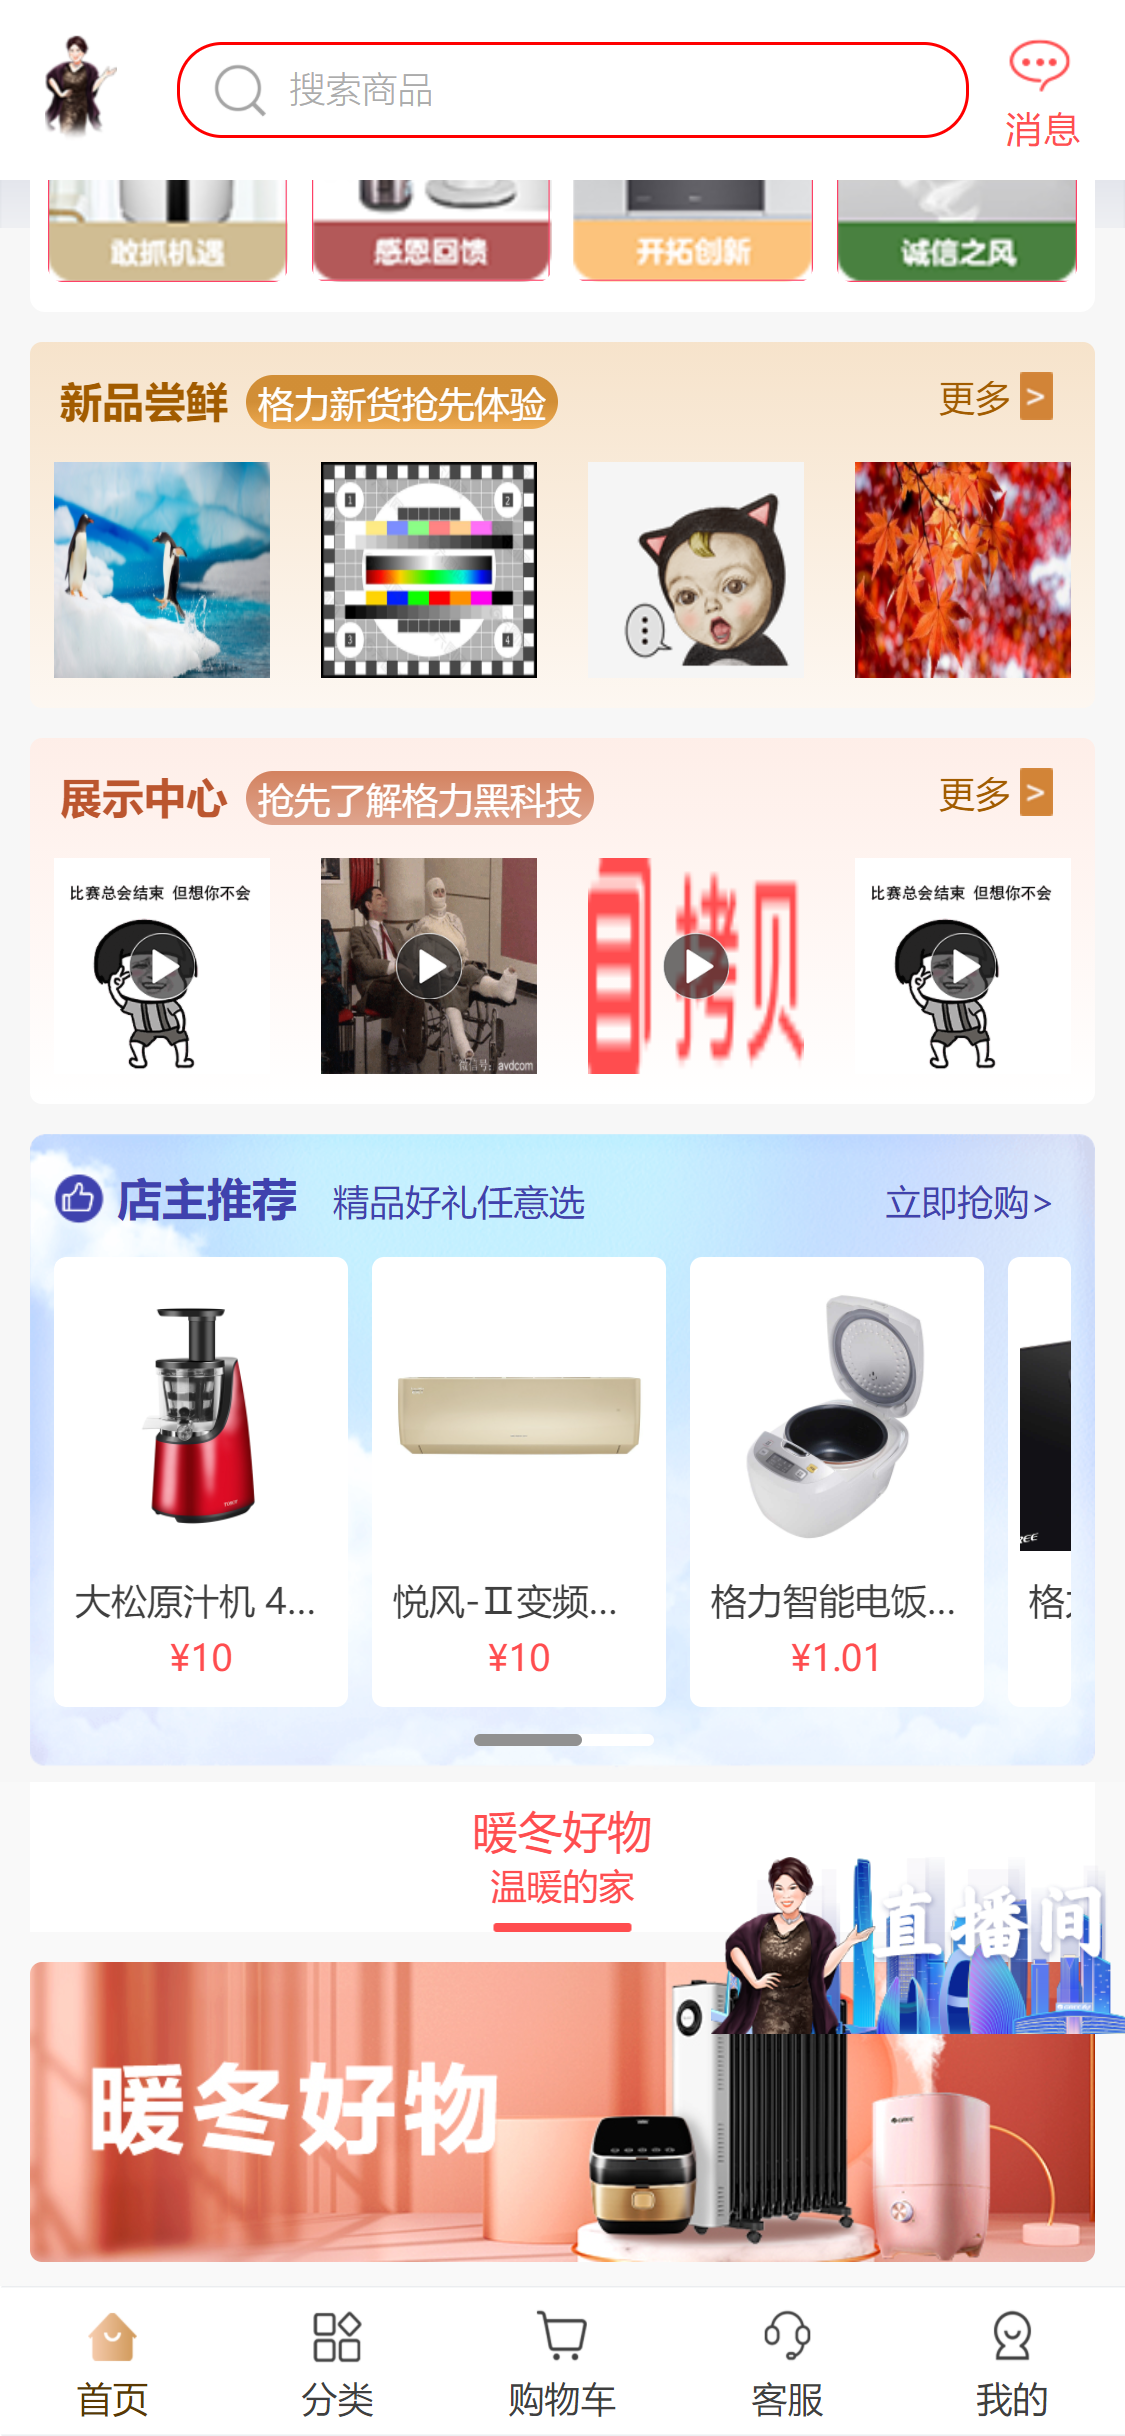 搜索商品
消息
敢抓机遇
感恩回馈
开拓创新
诚信之风
新品尝鲜
格力新货抢先体验
更多 >
1
2
3
4
展示中心
抢先了解格力黑科技
更多 >
比赛总会结束 但想你不会
微信号: avdcom
拷贝
比赛总会结束 但想你不会
店主推荐
精品好礼任意选
立即抢购>
大松原汁机 4...
¥10
悦风-Ⅱ变频...
¥10
格力智能电饭...
¥1.01
暖冬好物
温暖的家
直播间
暖冬好物
首页
分类
购物车
客服
我的